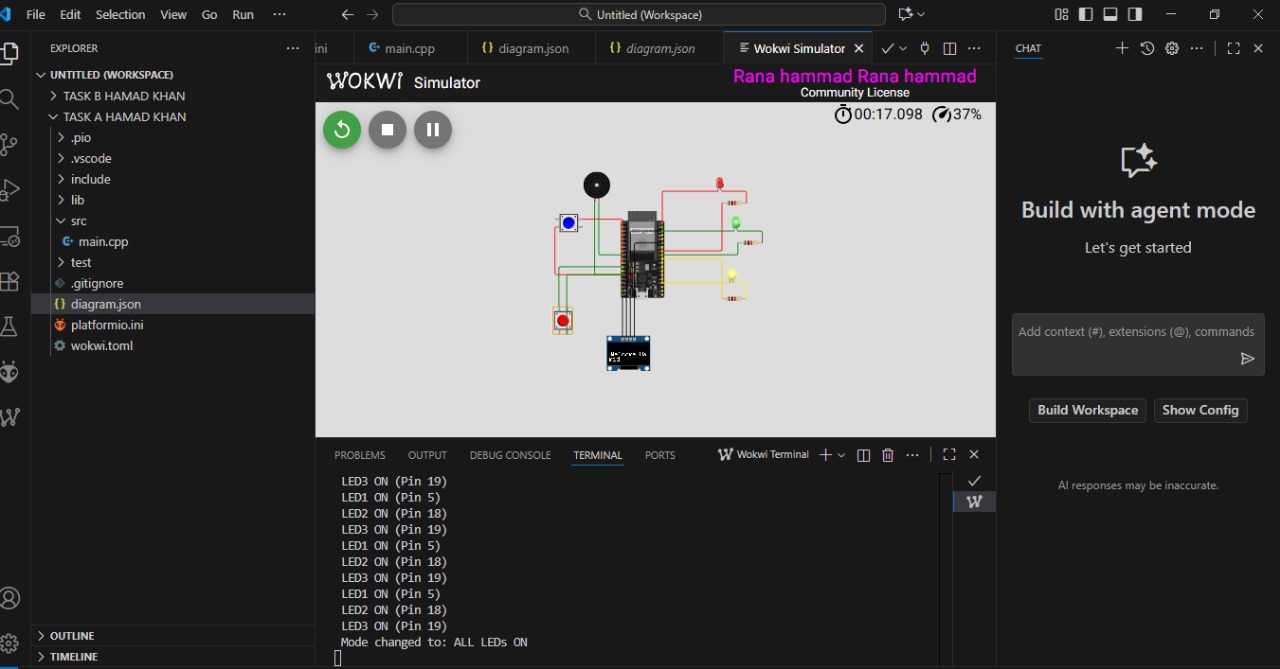 File Edit Selection View Go Run ··· Untitled (Workspace)
EXPLORER ···
UNTITLED (WORKSPACE)
TASK B HAMAD KHAN
TASK A HAMAD KHAN
.pio
.vscode
include
lib
src
main.cpp
test
.gitignore
{} diagram.json
platformio.ini
wokwi.toml
OUTLINE
TIMELINE
ini main.cpp {} diagram.json {} diagram.json Wokwi Simulator
WOKWi Simulator
Rana hammad Rana hammad
Community License
00:17.098 37%
PROBLEMS OUTPUT DEBUG CONSOLE TERMINAL PORTS Wokwi Terminal
LED3 ON (Pin 19)
LED1 ON (Pin 5)
LED2 ON (Pin 18)
LED3 ON (Pin 19)
LED1 ON (Pin 5)
LED2 ON (Pin 18)
LED3 ON (Pin 19)
LED1 ON (Pin 5)
LED2 ON (Pin 18)
LED3 ON (Pin 19)
Mode changed to: ALL LEDs ON
CHAT
Build with agent mode
Let's get started
Add context (#), extensions (@), commands
Build Workspace Show Config
AI responses may be inaccurate.